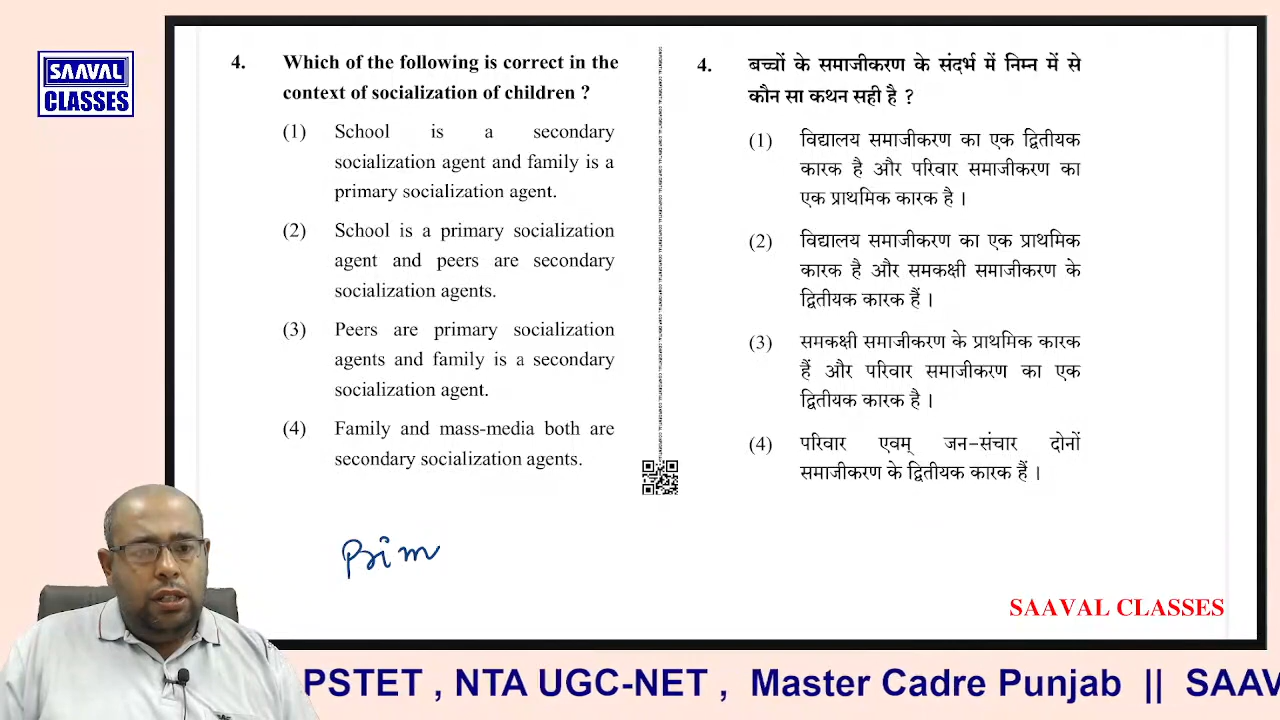 SAAVAL
CLASSES
4. Which of the following is correct in the
context of socialization of children ?
(1) School is a secondary
socialization agent and family is a
primary socialization agent.
(2) School is a primary socialization
agent and peers are secondary
socialization agents.
(3) Peers are primary socialization
agents and family is a secondary
socialization agent.
(4) Family and mass-media both are
secondary socialization agents.
4. बच्चों के समाजीकरण के संदर्भ में निम्न में से
कौन सा कथन सही है ?
(1) विद्यालय समाजीकरण का एक द्वितीयक
कारक है और परिवार समाजीकरण का
एक प्राथमिक कारक है ।
(2) विद्यालय समाजीकरण का एक प्राथमिक
कारक है और समकक्षी समाजीकरण के
द्वितीयक कारक हैं ।
(3) समकक्षी समाजीकरण के प्राथमिक कारक
हैं और परिवार समाजीकरण का एक
द्वितीयक कारक है ।
(4) परिवार एवम् जन-संचार दोनों
समाजीकरण के द्वितीयक कारक हैं ।
Prim
SAAVAL CLASSES
PSTET , NTA UGC-NET , Master Cadre Punjab || SAAV